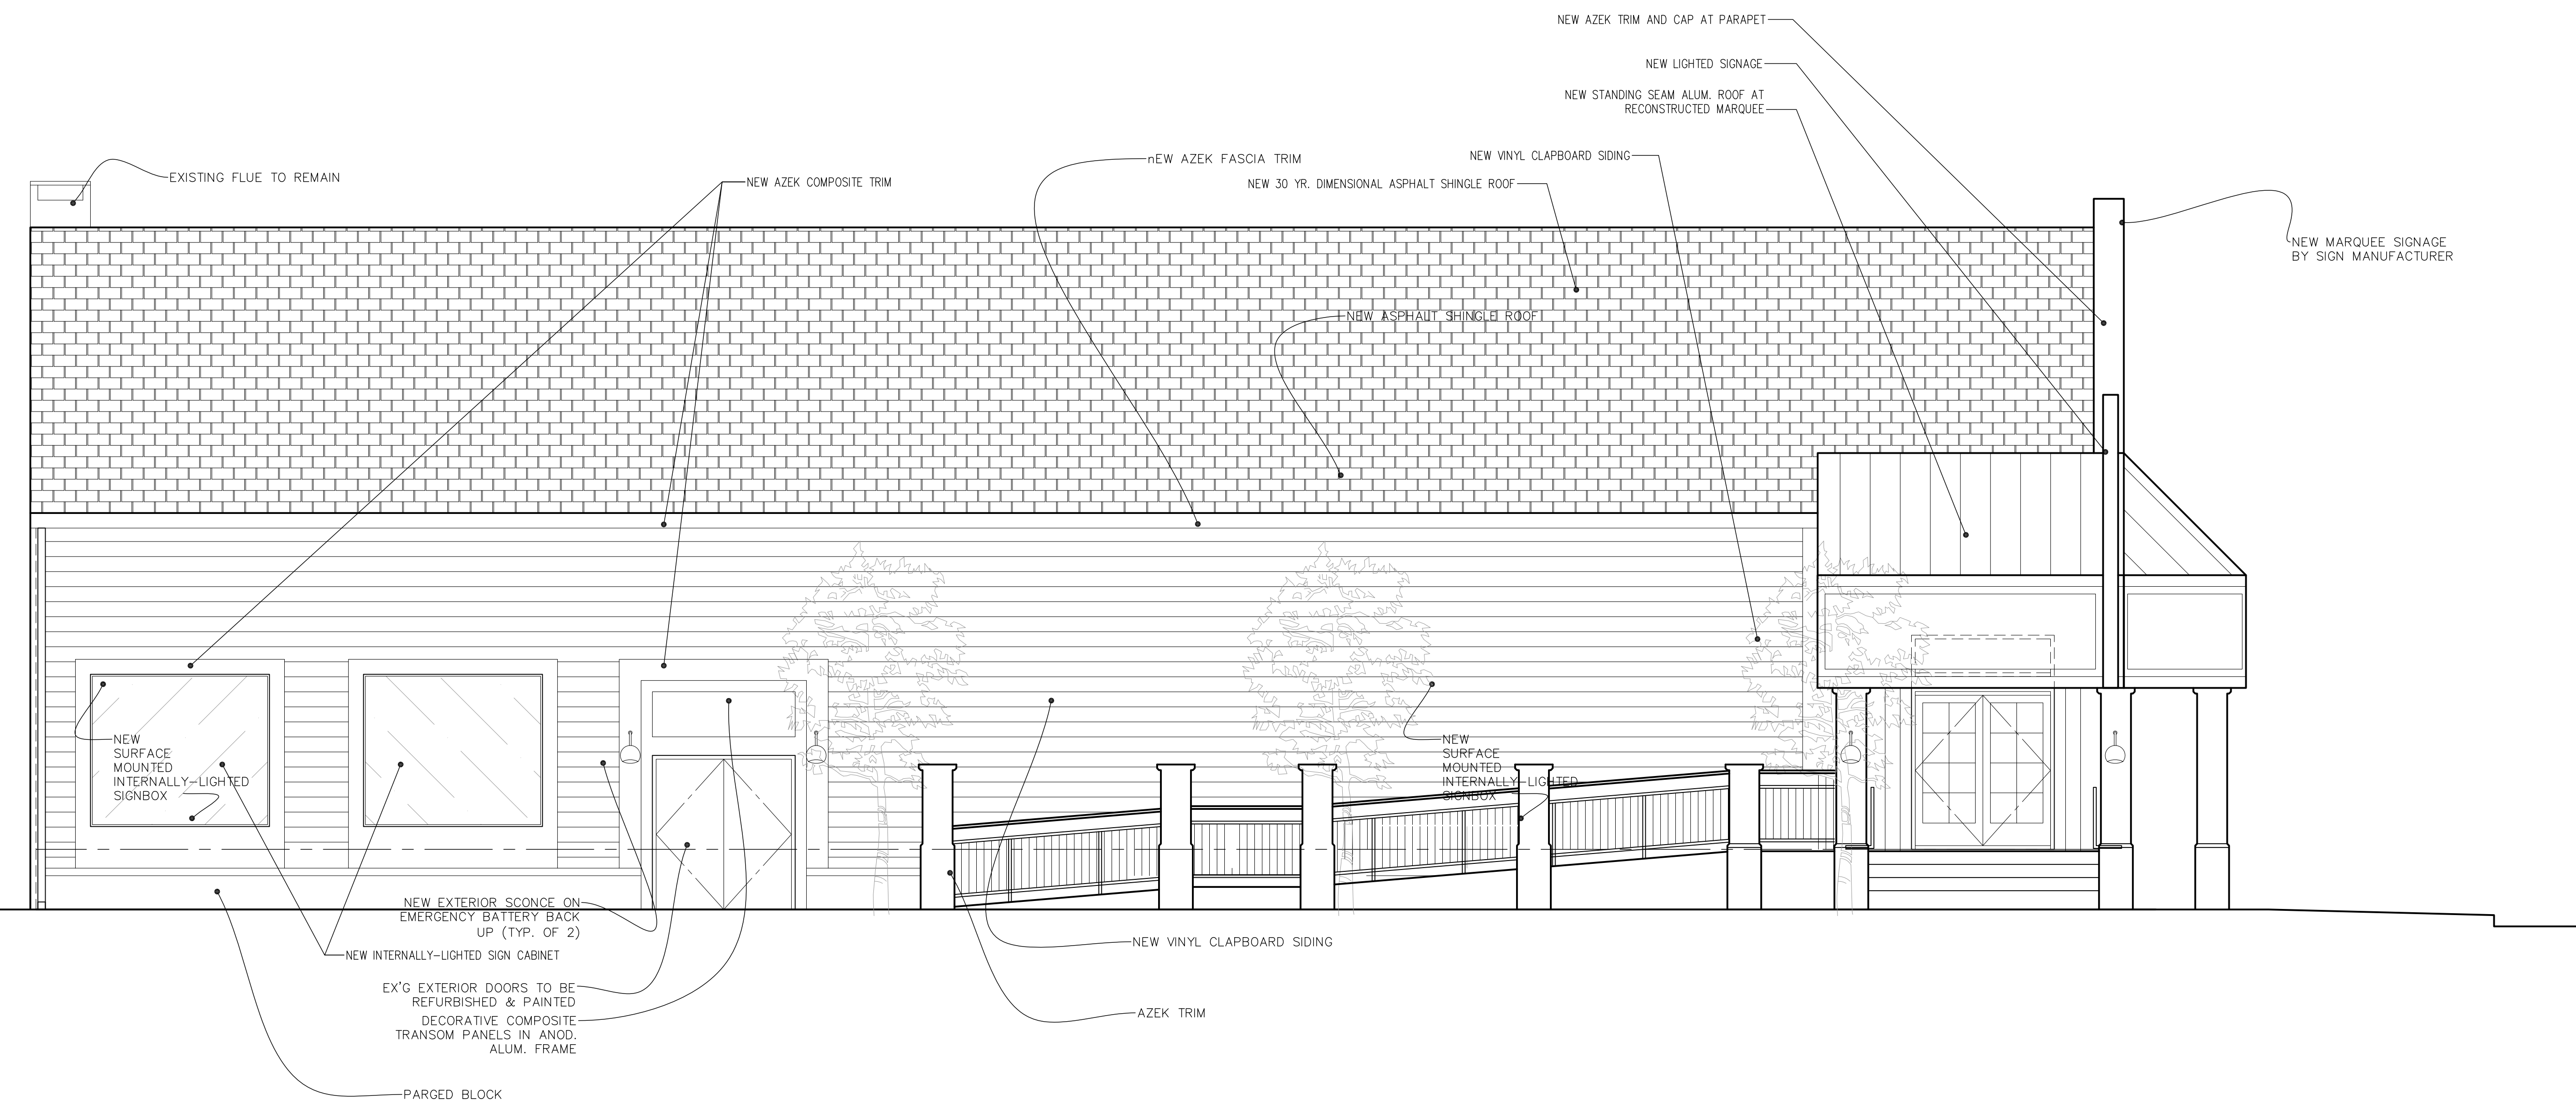 NEW AZEK TRIM AND CAP AT PARAPET
NEW LIGHTED SIGNAGE
NEW STANDING SEAM ALUM. ROOF AT
RECONSTRUCTED MARQUEE
nEW AZEK FASCIA TRIM
NEW VINYL CLAPBOARD SIDING
EXISTING FLUE TO REMAIN
NEW AZEK COMPOSITE TRIM
NEW 30 YR. DIMENSIONAL ASPHALT SHINGLE ROOF
NEW MARQUEE SIGNAGE
BY SIGN MANUFACTURER
NEW ASPHALT SHINGLE ROOF
NEW
SURFACE
MOUNTED
INTERNALLY-LIGHTED
SIGNBOX
NEW
SURFACE
MOUNTED
INTERNALLY-LIGHTED
SIGNBOX
NEW EXTERIOR SCONCE ON
EMERGENCY BATTERY BACK
UP (TYP. OF 2)
NEW VINYL CLAPBOARD SIDING
NEW INTERNALLY-LIGHTED SIGN CABINET
EX'G EXTERIOR DOORS TO BE
REFURBISHED & PAINTED
AZEK TRIM
DECORATIVE COMPOSITE
TRANSOM PANELS IN ANOD.
ALUM. FRAME
PARGED BLOCK